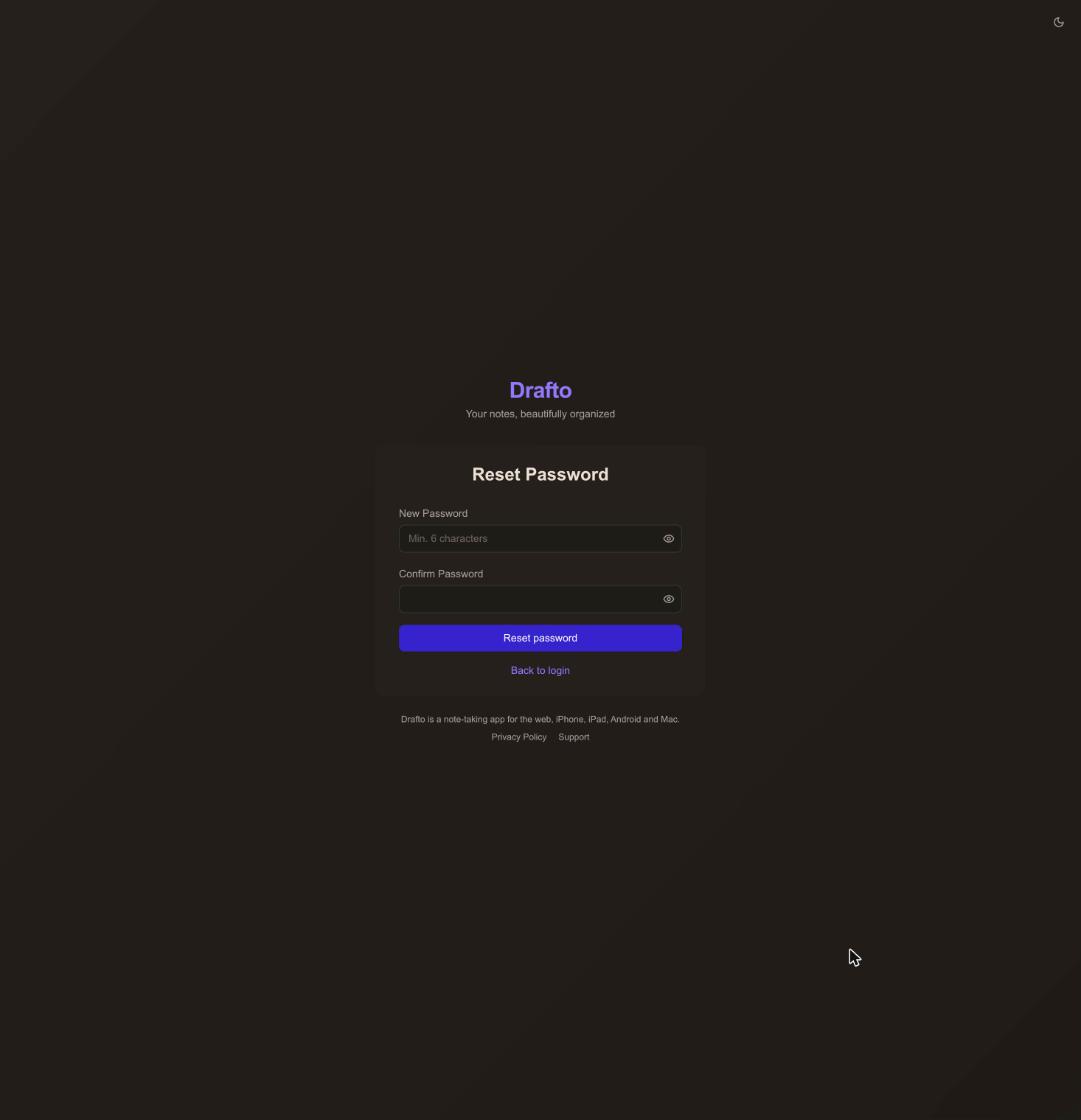 Drafto
Your notes, beautifully organized
Reset Password
New Password
Min. 6 characters
Confirm Password
Reset password
Back to login
Drafto is a note-taking app for the web, iPhone, iPad, Android and Mac.
Privacy Policy Support